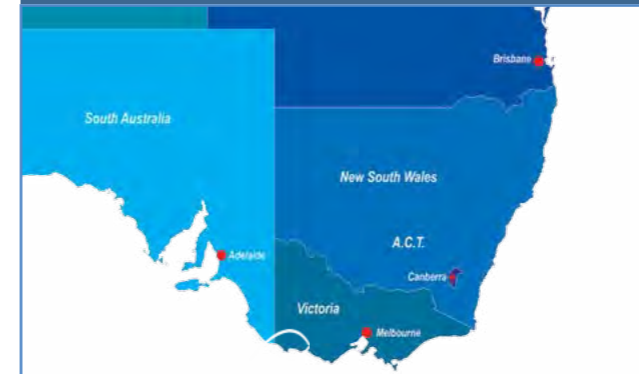 Brisbane
South Australia
New South Wales
A.C.T.
Adelaide
Canberra
Victoria
Melbourne